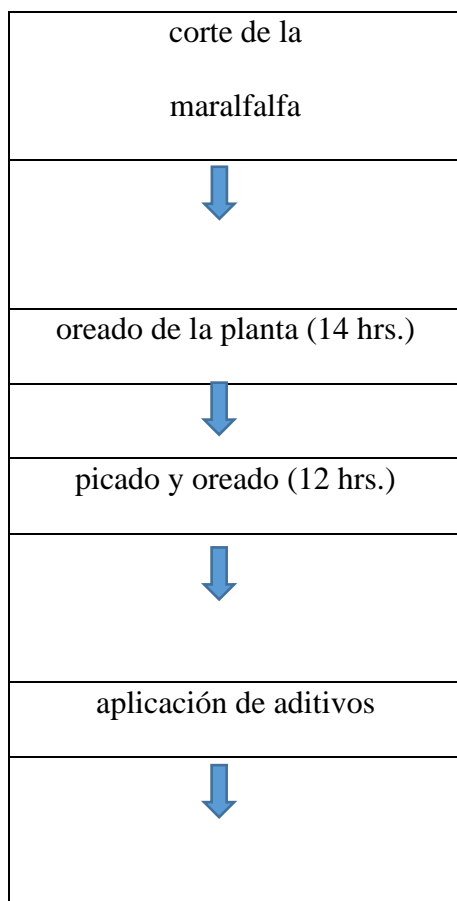 corte de la
maralfalfa
oreado de la planta (14 hrs.)
picado y oreado (12 hrs.)
aplicación de aditivos